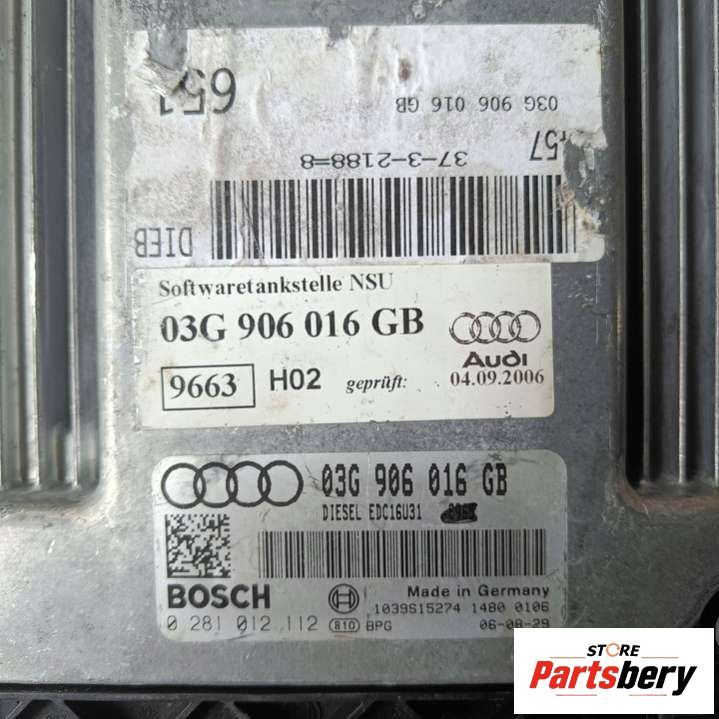 651
03G 906 016 GB
57
37-3-2188-8
DIEB
Softwaretankstelle NSU
03G 906 016 GB
Audi
9663 H02 geprüft: 04.09.2006
03G 906 016 GB
DIESEL EDC16U31
BOSCH
Made in Germany
1039S15274 1480 0106
0 281 012 112 810 BPG 06-08-29
STORE
Partsbery